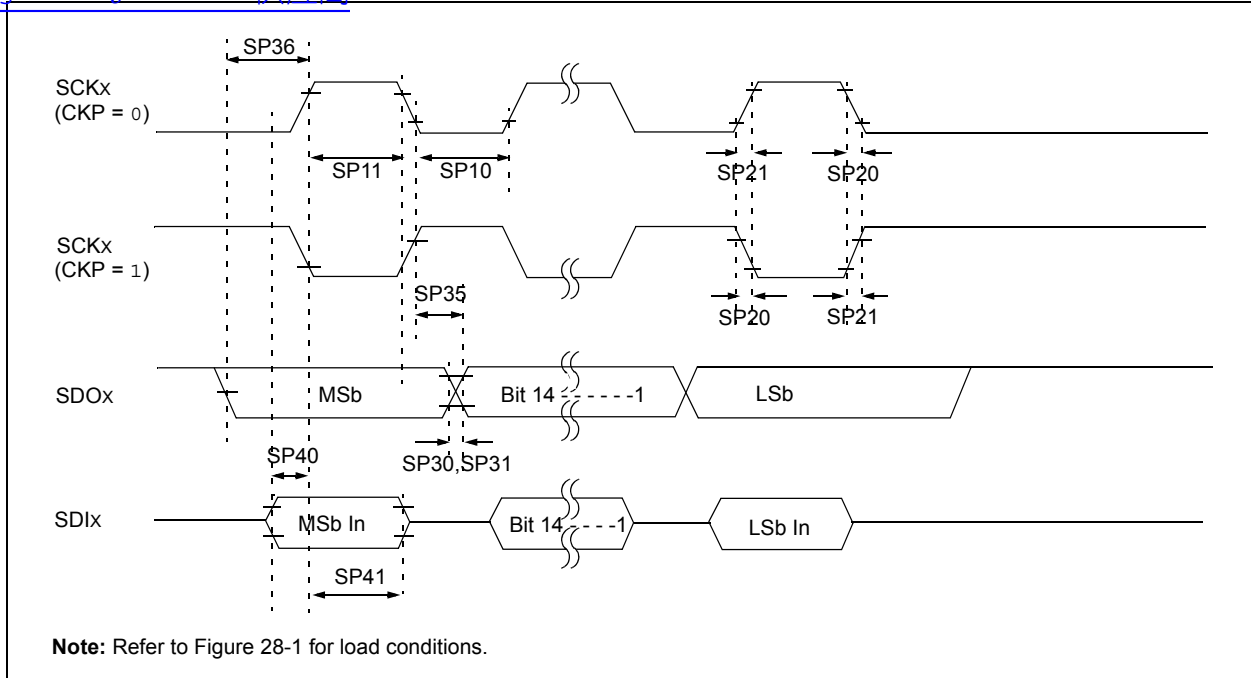 SP36
SCKx
(CKP = 0)
SP11
SP10
SP21
SP20
SCKx
(CKP = 1)
SP35
SP20
SP21
SDOx
MSb
Bit 14 - - - - - -1
LSb
SP40
SP30,SP31
SDIx
MSb In
Bit 14 - - - -1
LSb In
SP41
Note: Refer to Figure 28-1 for load conditions.